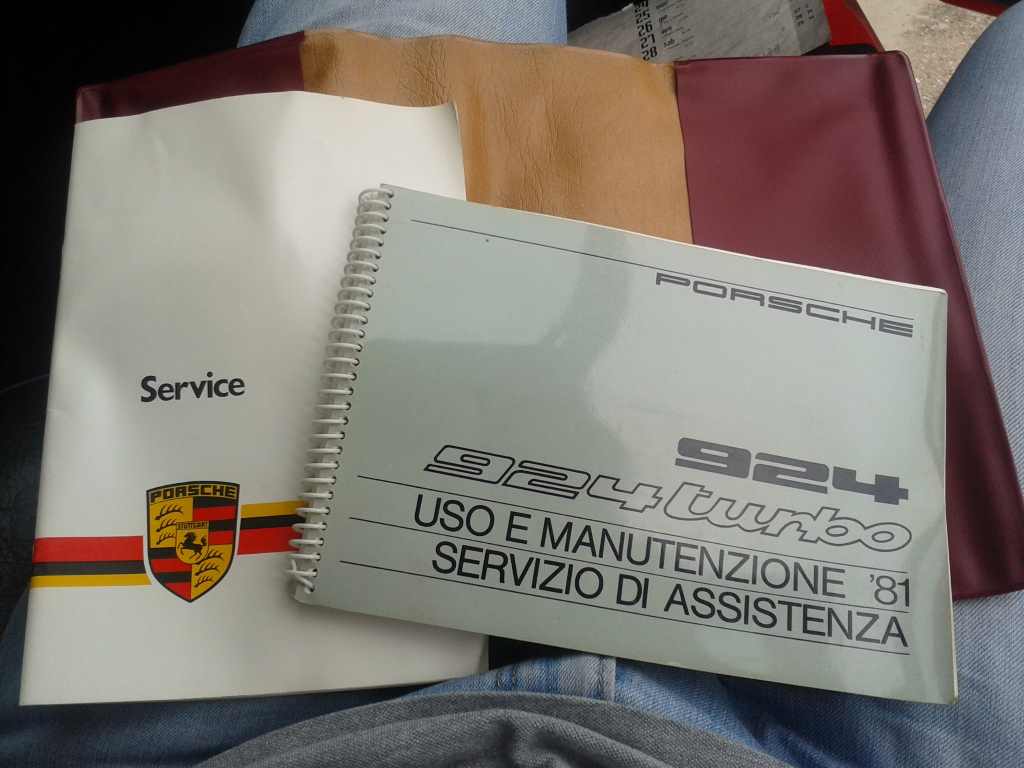 Service
PORSCHE
STUTTGART
PORSCHE
924
924 turbo
USO E MANUTENZIONE '81
SERVIZIO DI ASSISTENZA